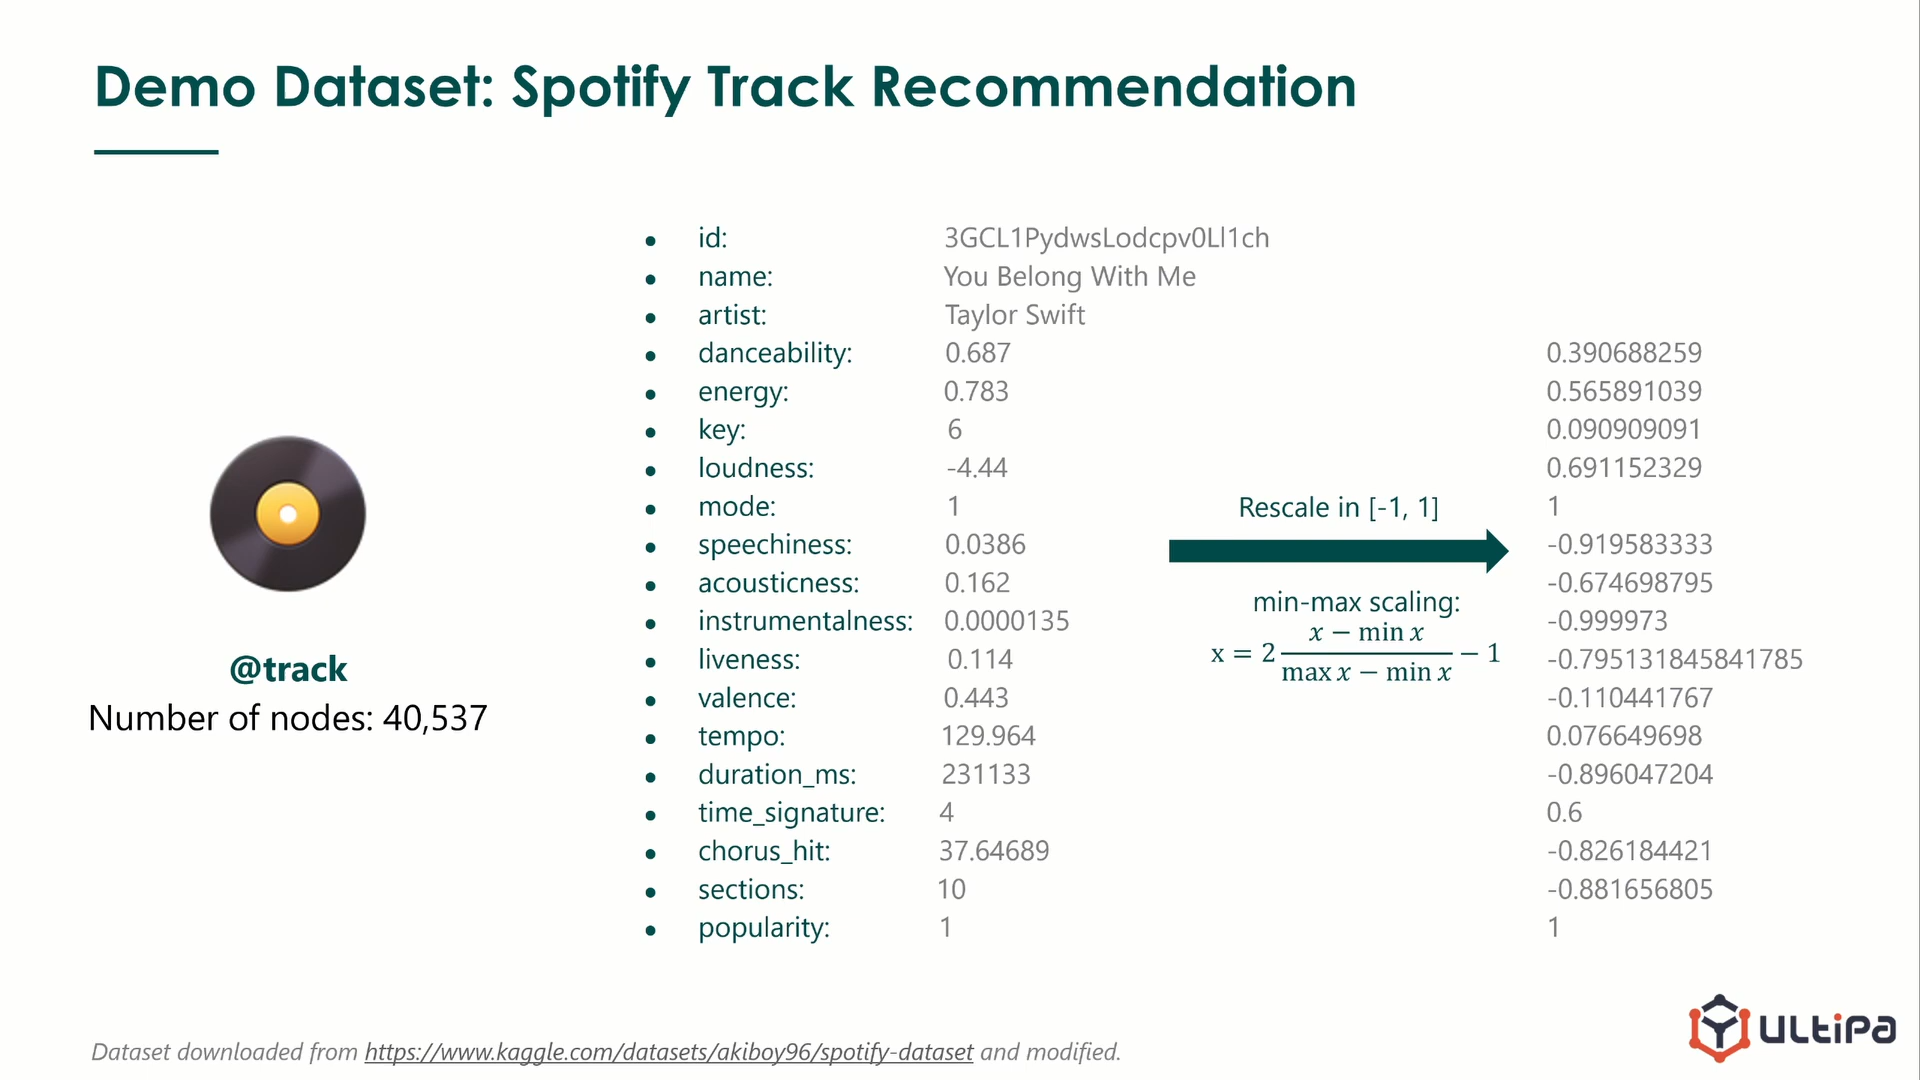 Demo Dataset: Spotify Track Recommendation
@track
Number of nodes: 40,537
• id: 3GCL1PydwsLodcpv0Ll1ch
• name: You Belong With Me
• artist: Taylor Swift
• danceability: 0.687 0.390688259
• energy: 0.783 0.565891039
• key: 6 0.090909091
• loudness: -4.44 0.691152329
• mode: 1 1
• speechiness: 0.0386 -0.919583333
• acousticness: 0.162 -0.674698795
• instrumentalness: 0.0000135 -0.999973
• liveness: 0.114 -0.795131845841785
• valence: 0.443 -0.110441767
• tempo: 129.964 0.076649698
• duration_ms: 231133 -0.896047204
• time_signature: 4 0.6
• chorus_hit: 37.64689 -0.826184421
• sections: 10 -0.881656805
• popularity: 1 1
Rescale in [-1, 1]
min-max scaling:
x = 2 (x − min x)/(max x − min x) − 1
Dataset downloaded from https://www.kaggle.com/datasets/akiboy96/spotify-dataset and modified.
ULTIPA